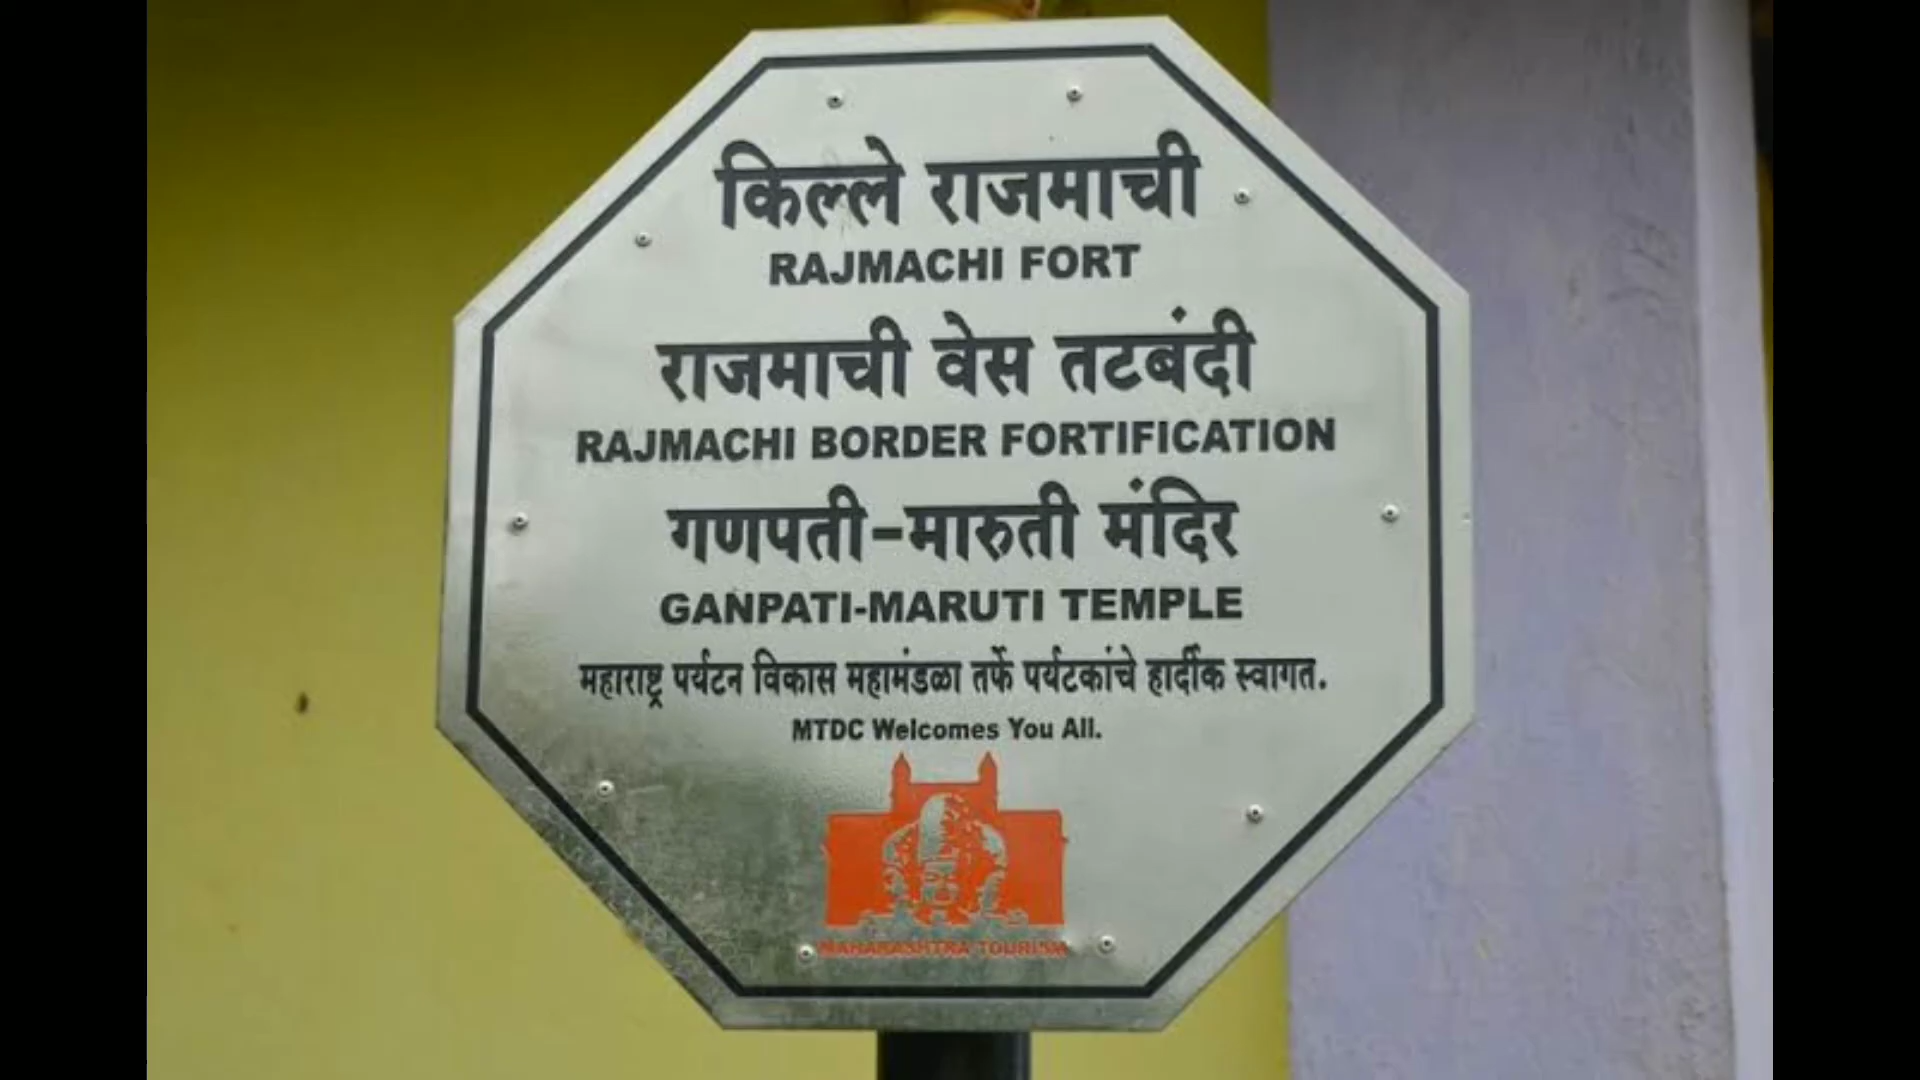 किल्ले राजमाची
RAJMACHI FORT
राजमाची वेस तटबंदी
RAJMACHI BORDER FORTIFICATION
गणपती-मारुती मंदिर
GANPATI-MARUTI TEMPLE
महाराष्ट्र पर्यटन विकास महामंडळा तर्फे पर्यटकांचे हार्दीक स्वागत.
MTDC Welcomes You All.
MAHARASHTRA TOURISM